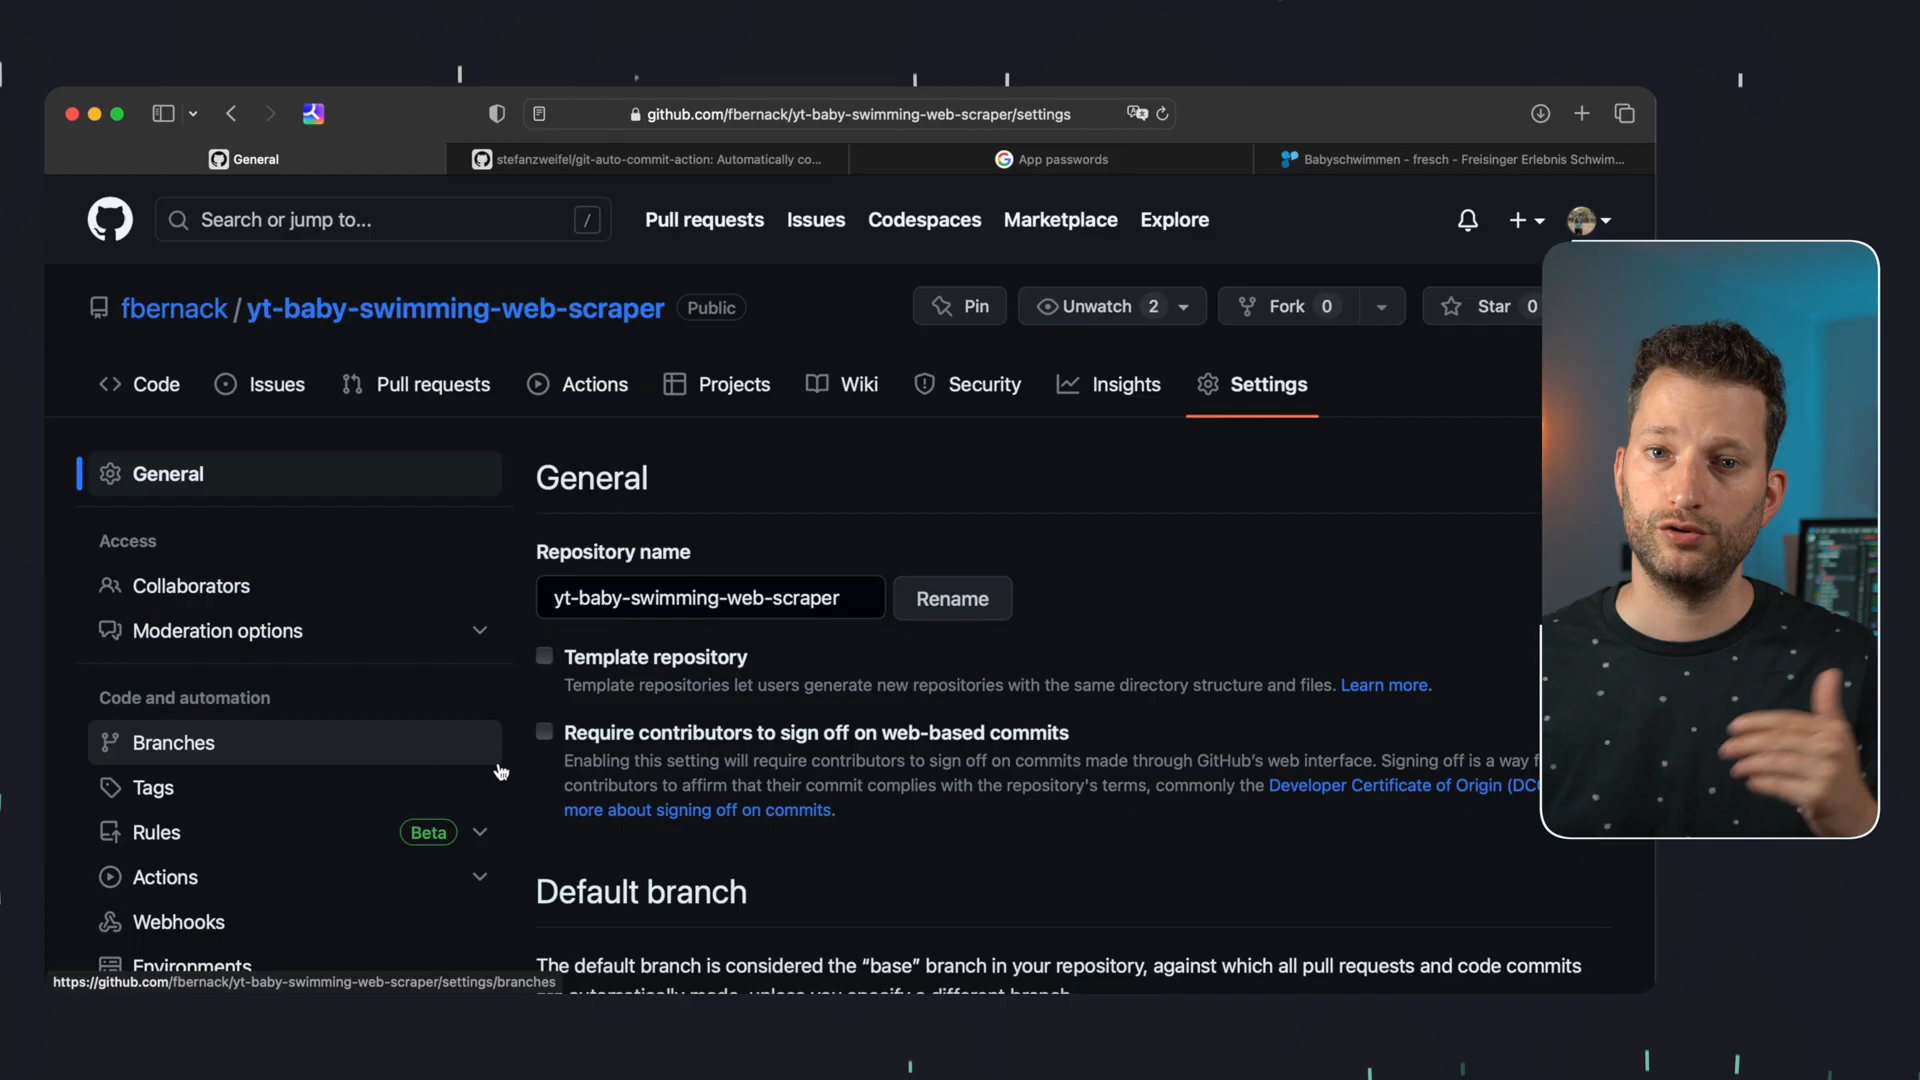 github.com/fbernack/yt-baby-swimming-web-scraper/settings
General
stefanzweifel/git-auto-commit-action: Automatically co...
App passwords
Babyschwimmen - fresch - Freisinger Erlebnis Schwim...
Search or jump to...
/
Pull requests
Issues
Codespaces
Marketplace
Explore
fbernack / yt-baby-swimming-web-scraper
Public
Pin
Unwatch 2
Fork 0
Star 0
Code
Issues
Pull requests
Actions
Projects
Wiki
Security
Insights
Settings
General
Access
Collaborators
Moderation options
Code and automation
Branches
Tags
Rules
Beta
Actions
Webhooks
Environments
https://github.com/fbernack/yt-baby-swimming-web-scraper/settings/branches
General
Repository name
yt-baby-swimming-web-scraper
Rename
Template repository
Template repositories let users generate new repositories with the same directory structure and files. Learn more.
Require contributors to sign off on web-based commits
Enabling this setting will require contributors to sign off on commits made through GitHub's web interface. Signing off is a way f
contributors to affirm that their commit complies with the repository's terms, commonly the Developer Certificate of Origin (DC
more about signing off on commits.
Default branch
The default branch is considered the “base” branch in your repository, against which all pull requests and code commits
automatically made, unless you specify a different branch.